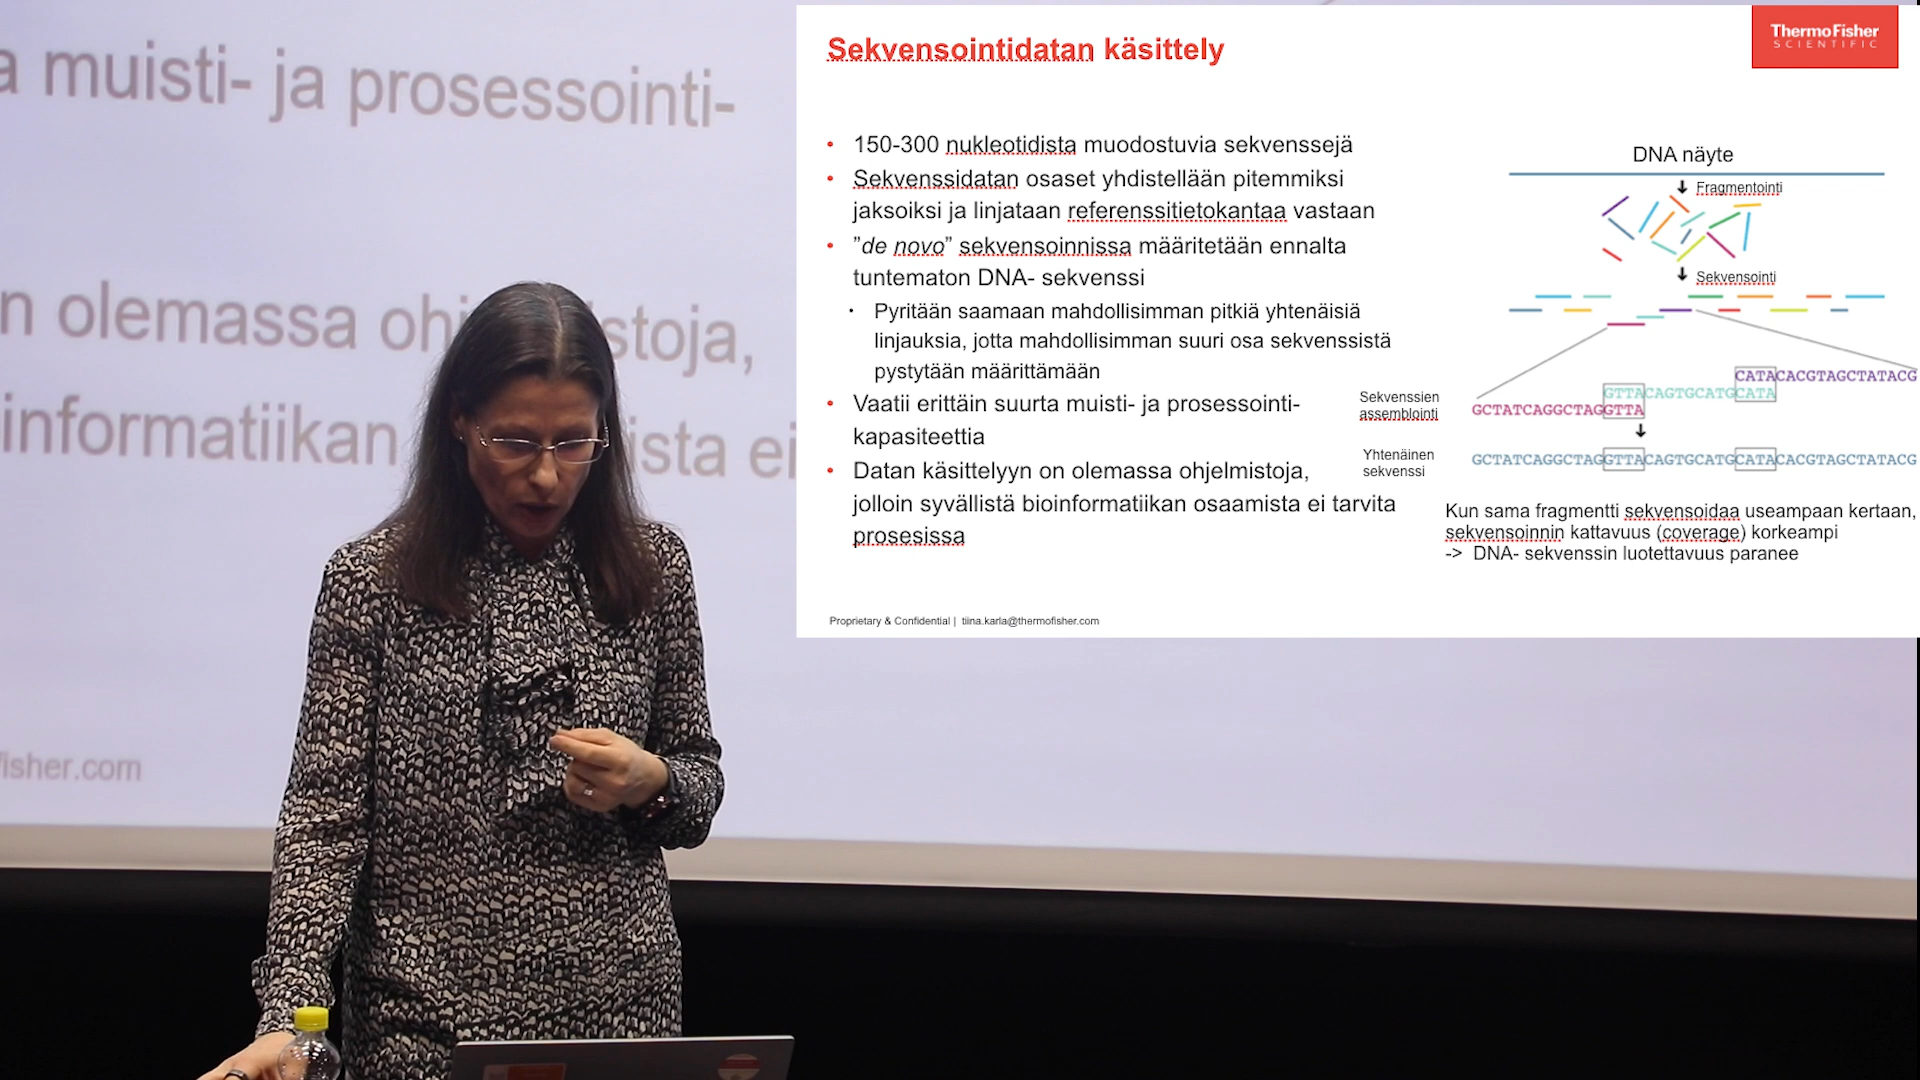 a muisti- ja prosessointi-
n olemassa oh stoja,
informatiikan ista ei
fisher.com
ThermoFisher
SCIENTIFIC
Sekvensointidatan käsittely
• 150-300 nukleotidista muodostuvia sekvenssejä
• Sekvenssidatan osaset yhdistellään pitemmiksi
jaksoiksi ja linjataan referenssitietokantaa vastaan
• ”de novo” sekvensoinnissa määritetään ennalta
tuntematon DNA- sekvenssi
• Pyritään saamaan mahdollisimman pitkiä yhtenäisiä
linjauksia, jotta mahdollisimman suuri osa sekvenssistä
pystytään määrittämään
• Vaatii erittäin suurta muisti- ja prosessointi-
kapasiteettia
• Datan käsittelyyn on olemassa ohjelmistoja,
jolloin syvällistä bioinformatiikan osaamista ei tarvita
prosesissa
DNA näyte
Fragmentointi
Sekvensointi
CATACACGTAGCTATACG
GTTACAGTGCATGCATA
Sekvenssien
assemblointi
GCTATCAGGCTAGGTTA
Yhtenäinen
sekvenssi
GCTATCAGGCTAGGTTACAGTGCATGCATACACGTAGCTATACG
Kun sama fragmentti sekvensoidaa useampaan kertaan,
sekvensoinnin kattavuus (coverage) korkeampi
-> DNA- sekvenssin luotettavuus paranee
Proprietary & Confidential | tiina.karla@thermofisher.com